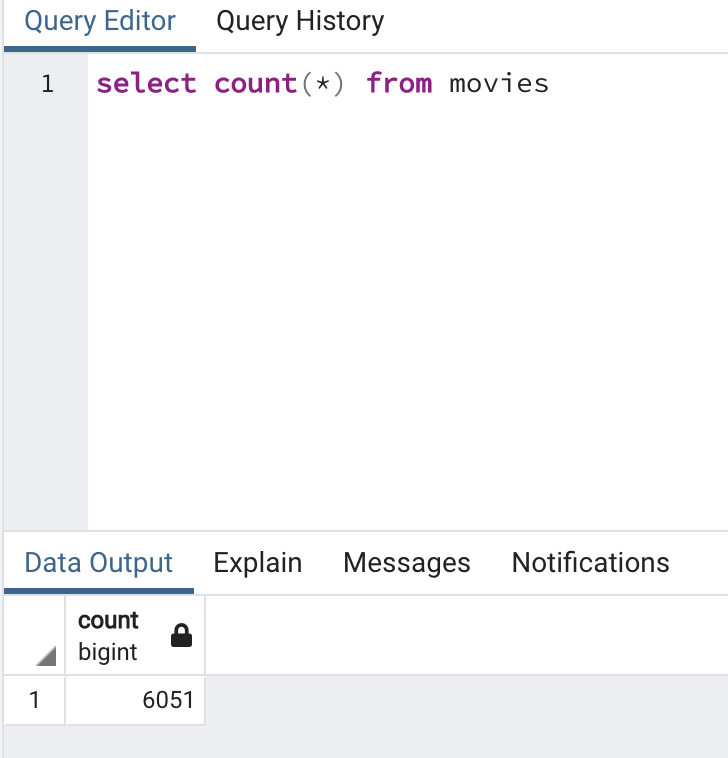 Query Editor Query History
1 select count(*) from movies
Data Output Explain Messages Notifications
count
bigint
1 6051